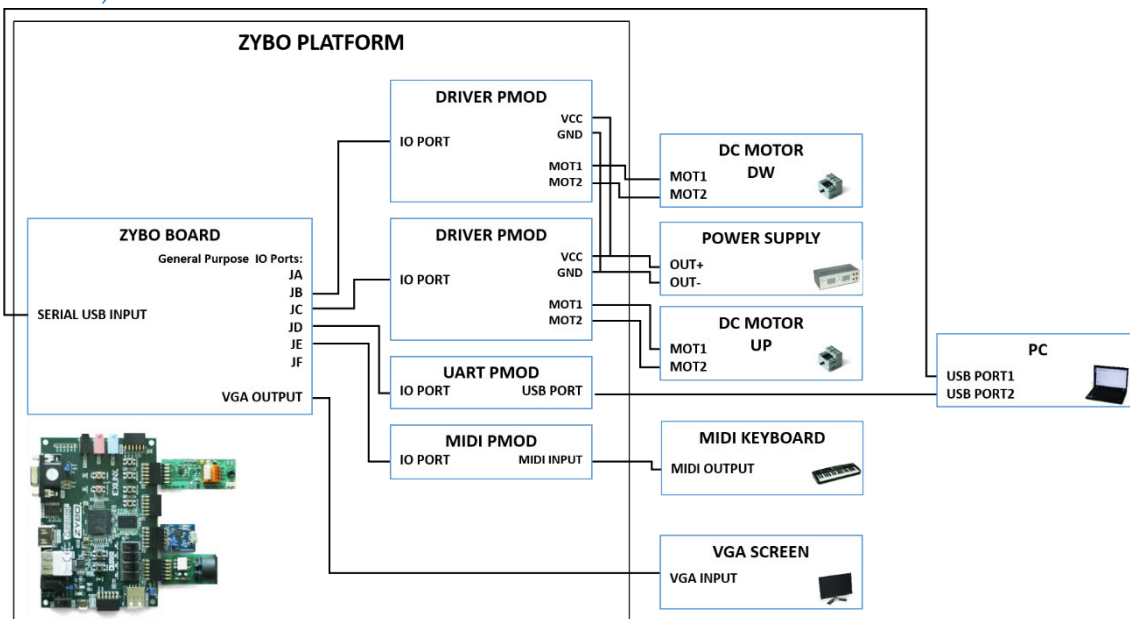 ZYBO PLATFORM
DRIVER PMOD
VCC
GND
IO PORT
MOT1
MOT2
DC MOTOR
DW
MOT1
MOT2
ZYBO BOARD
General Purpose IO Ports:
JA
JB
JC
JD
JE
JF
SERIAL USB INPUT
VGA OUTPUT
DRIVER PMOD
VCC
GND
IO PORT
MOT1
MOT2
POWER SUPPLY
OUT+
OUT-
DC MOTOR
UP
MOT1
MOT2
PC
USB PORT1
USB PORT2
UART PMOD
IO PORT USB PORT
MIDI PMOD
IO PORT MIDI INPUT
MIDI KEYBOARD
MIDI OUTPUT
VGA SCREEN
VGA INPUT
XILINX
ZYBO